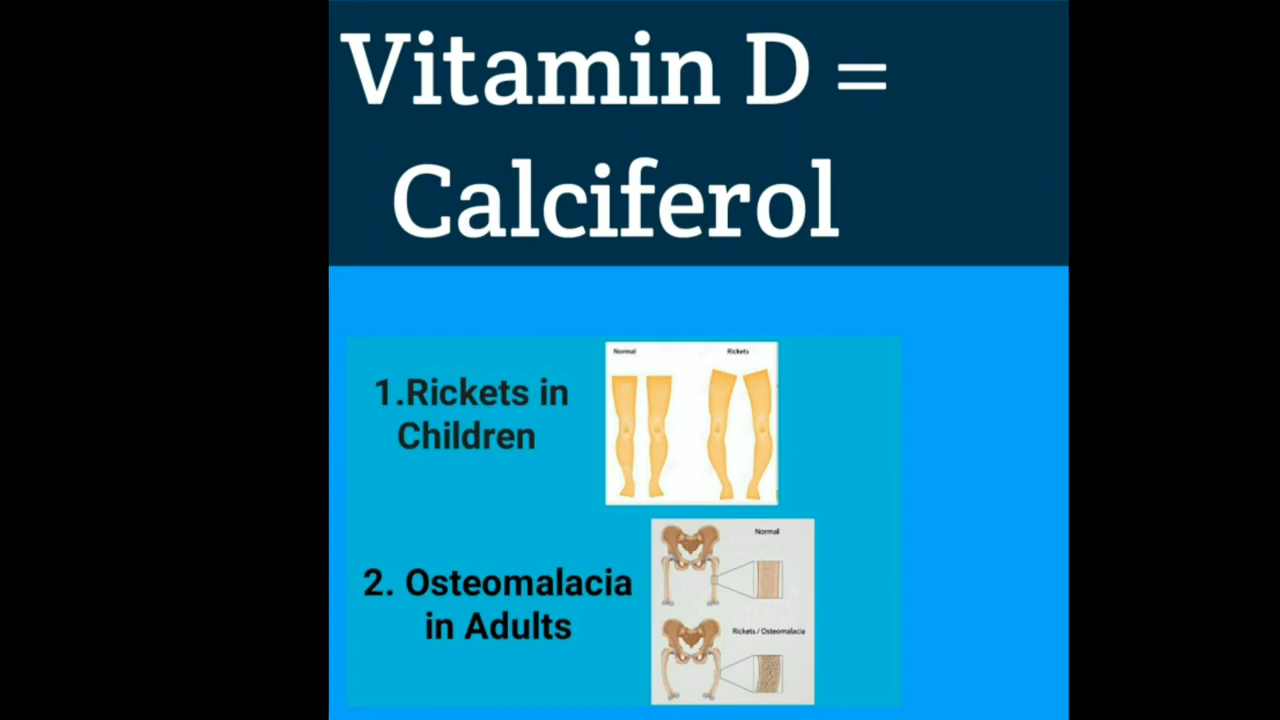 Vitamin D =
Calciferol
1.Rickets in
Children
Normal Rickets
2. Osteomalacia
in Adults
Normal
Rickets / Osteomalacia